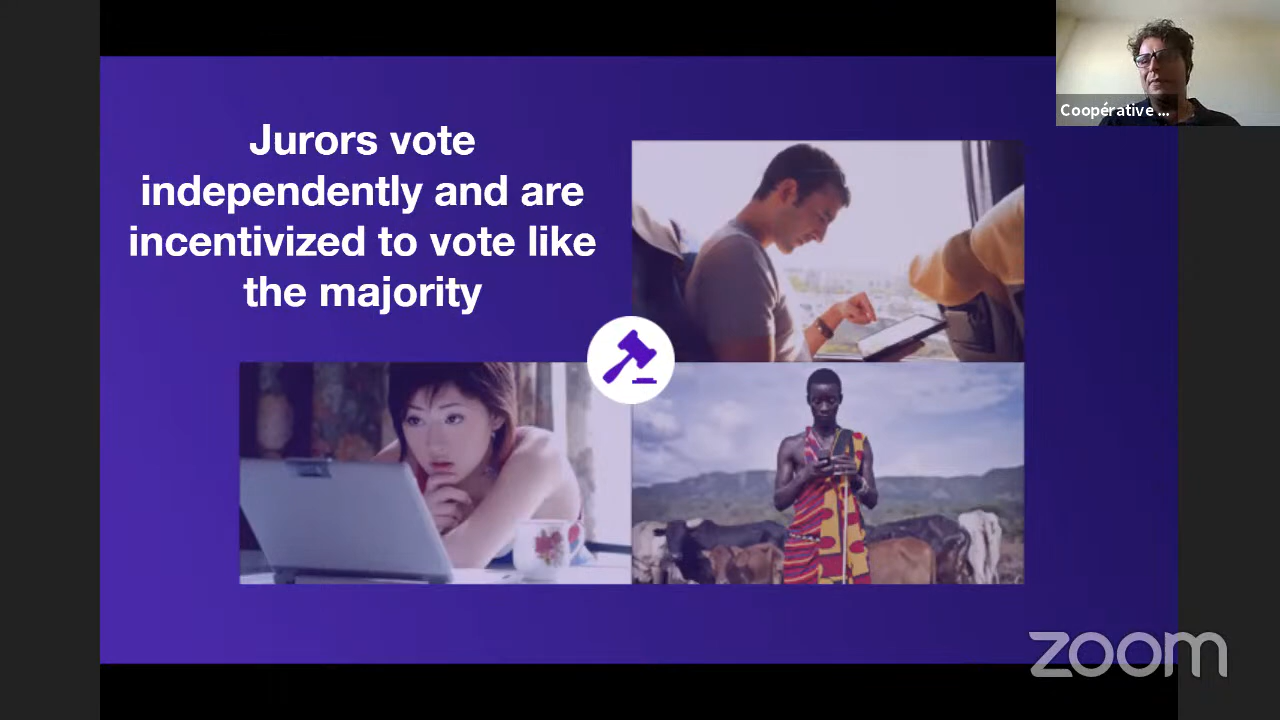 Coopérative ...
Jurors vote
independently and are
incentivized to vote like
the majority
zoom